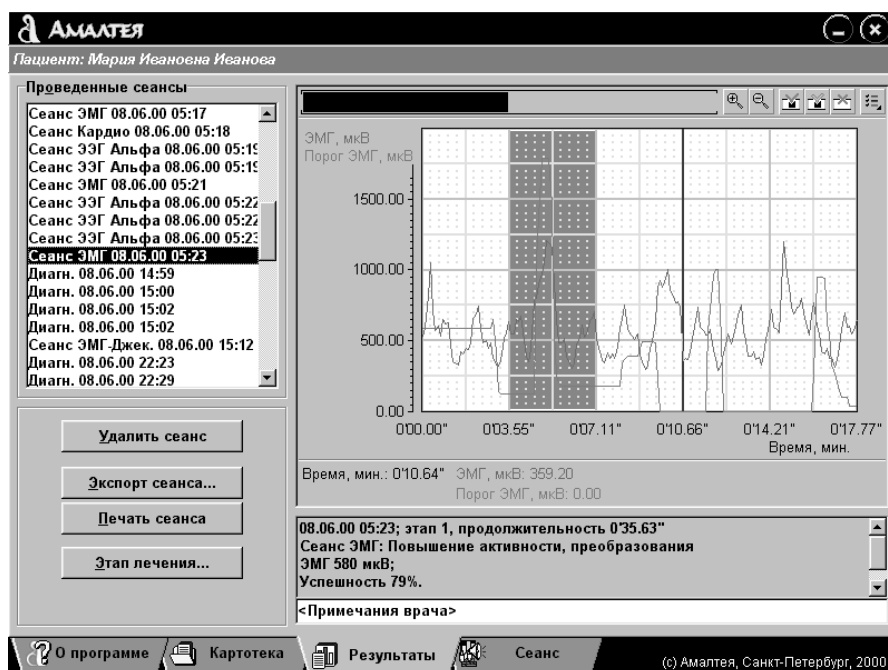 Амалтея
Пациент: Мария Ивановна Иванова
Проведенные сеансы
Сеанс ЭМГ 08.06.00 05:17
Сеанс Кардио 08.06.00 05:18
Сеанс ЭЭГ Альфа 08.06.00 05:19
Сеанс ЭЭГ Альфа 08.06.00 05:19
Сеанс ЭМГ 08.06.00 05:21
Сеанс ЭЭГ Альфа 08.06.00 05:22
Сеанс ЭЭГ Альфа 08.06.00 05:22
Сеанс ЭЭГ Альфа 08.06.00 05:23
Сеанс ЭМГ 08.06.00 05:23
Диагн. 08.06.00 14:59
Диагн. 08.06.00 15:00
Диагн. 08.06.00 15:02
Диагн. 08.06.00 15:02
Сеанс ЭМГ-Джек. 08.06.00 15:12
Диагн. 08.06.00 22:23
Диагн. 08.06.00 22:29
Удалить сеанс
Экспорт сеанса...
Печать сеанса
Этап лечения...
ЭМГ, мкВ
Порог ЭМГ, мкВ
1500.00
1000.00
500.00
0.00
0'00.00" 0'03.55" 0'07.11" 0'10.66" 0'14.21" 0'17.77"
Время, мин.
Время, мин.: 0'10.64" ЭМГ, мкВ: 359.20
Порог ЭМГ, мкВ: 0.00
08.06.00 05:23; этап 1, продолжительность 0'35.63"
Сеанс ЭМГ: Повышение активности, преобразования
ЭМГ 580 мкВ;
Успешность 79%.
<Примечания врача>
О программе Картотека Результаты Сеанс
(с) Амалтея, Санкт-Петербург, 2000